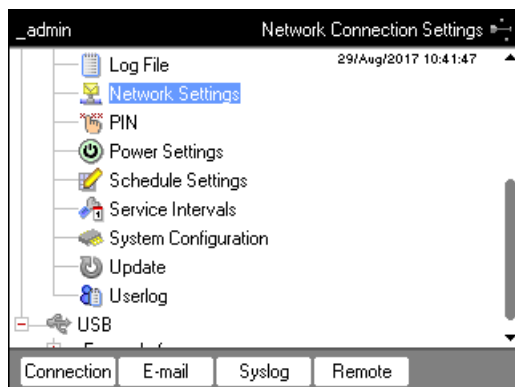 _admin Network Connection Settings
29/Aug/2017 10:41:47
Log File
Network Settings
PIN
Power Settings
Schedule Settings
Service Intervals
System Configuration
Update
Userlog
USB
Connection E-mail Syslog Remote